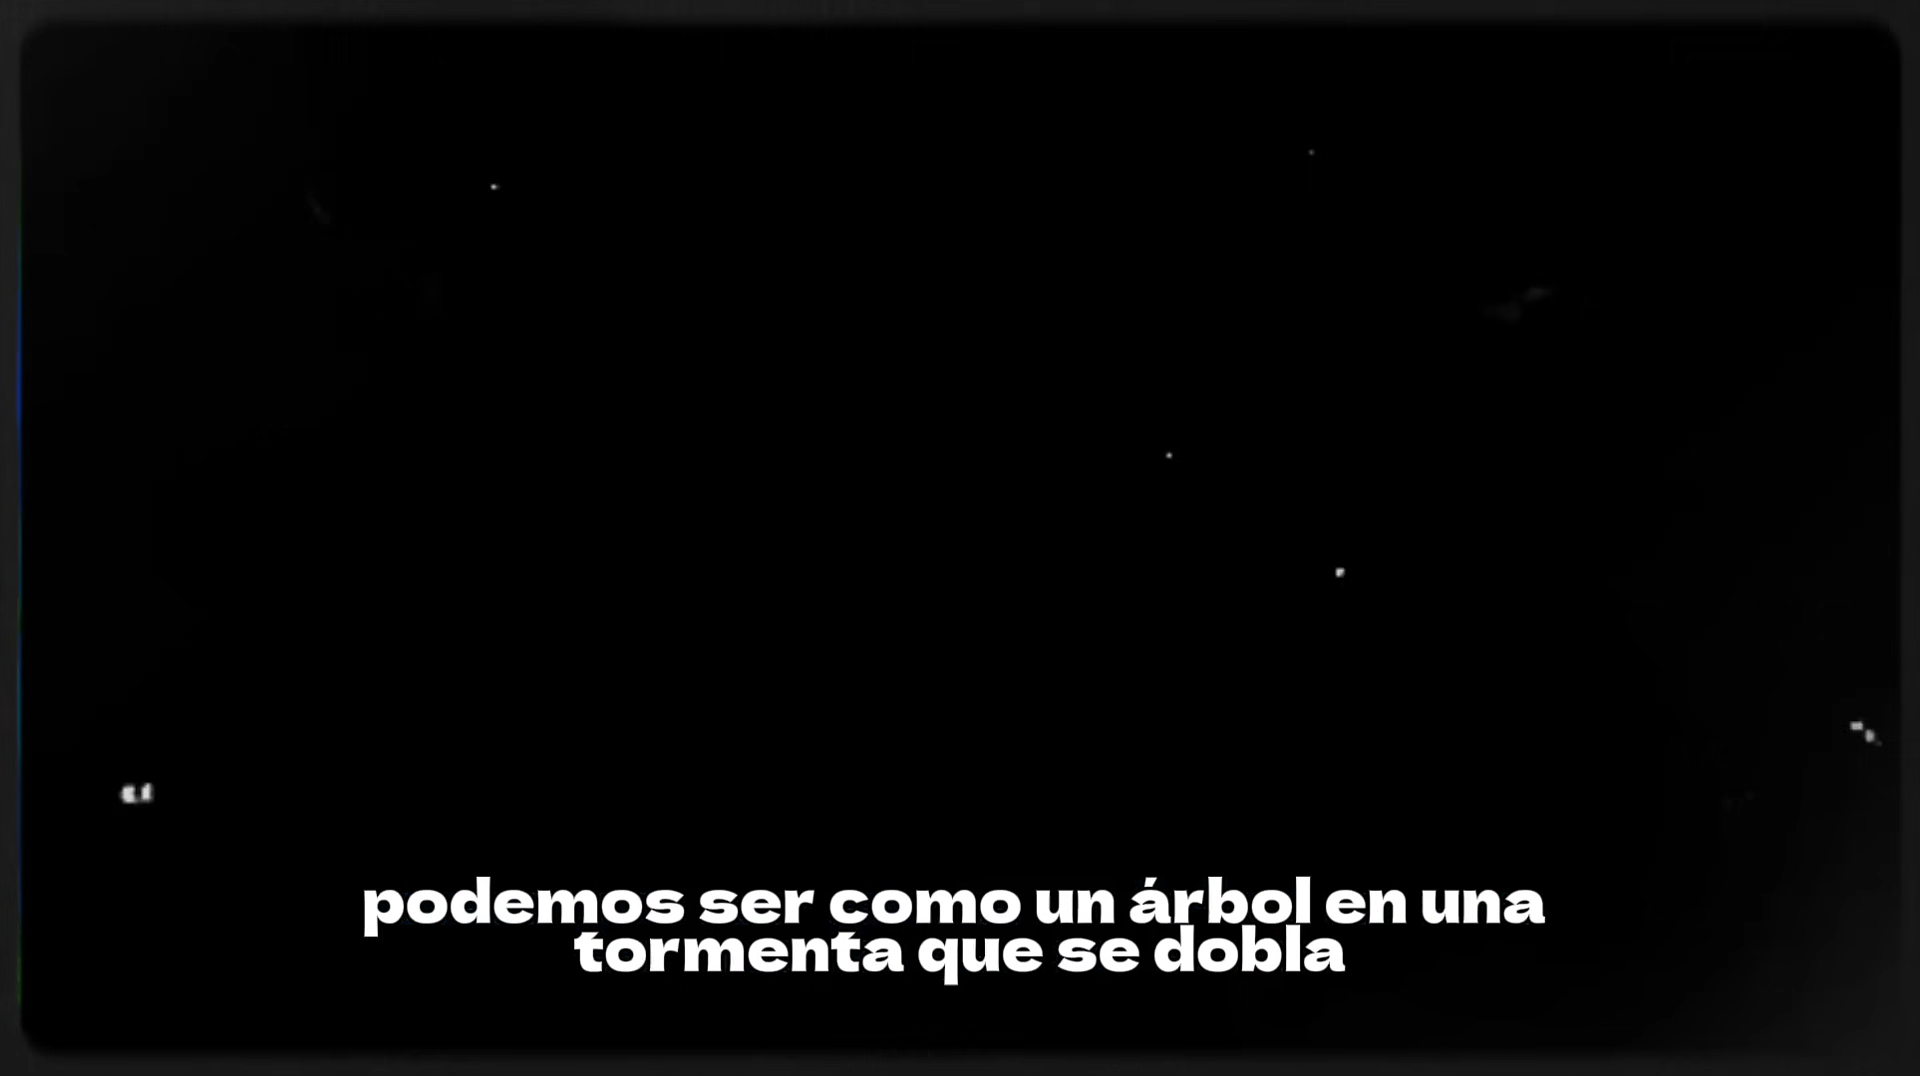 podemos ser como un árbol en una
tormenta que se dobla